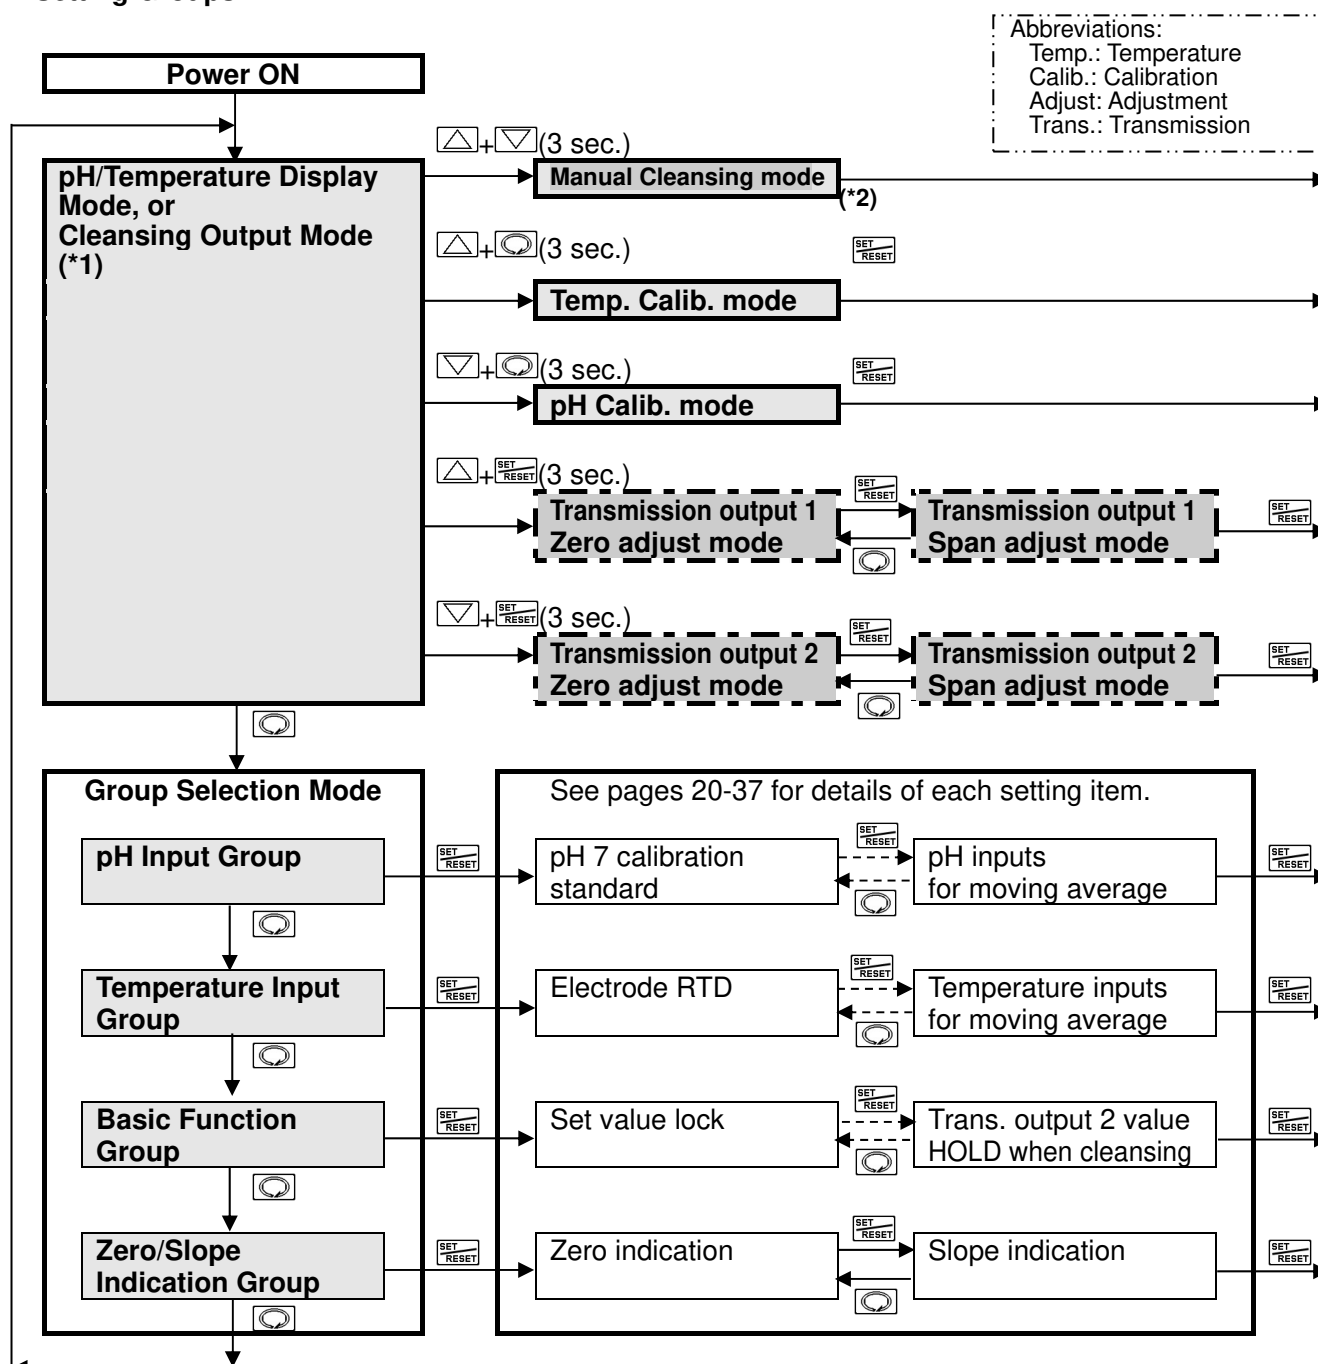 Abbreviations:
Temp.: Temperature
Calib.: Calibration
Adjust: Adjustment
Trans.: Transmission
Power ON
pH/Temperature Display
Mode, or
Cleansing Output Mode
(*1)
+ (3 sec.)
Manual Cleansing mode
(*2)
+ (3 sec.)
SET
RESET
Temp. Calib. mode
+ (3 sec.)
SET
RESET
pH Calib. mode
+ SET
RESET (3 sec.)
Transmission output 1
Zero adjust mode
SET
RESET
Transmission output 1
Span adjust mode
SET
RESET
+ SET
RESET (3 sec.)
Transmission output 2
Zero adjust mode
SET
RESET
Transmission output 2
Span adjust mode
SET
RESET
Group Selection Mode
See pages 20-37 for details of each setting item.
pH Input Group
SET
RESET
pH 7 calibration
standard
SET
RESET
pH inputs
for moving average
SET
RESET
Temperature Input
Group
SET
RESET
Electrode RTD
SET
RESET
Temperature inputs
for moving average
SET
RESET
Basic Function
Group
SET
RESET
Set value lock
SET
RESET
Trans. output 2 value
HOLD when cleansing
SET
RESET
Zero/Slope
Indication Group
SET
RESET
Zero indication
SET
RESET
Slope indication
SET
RESET